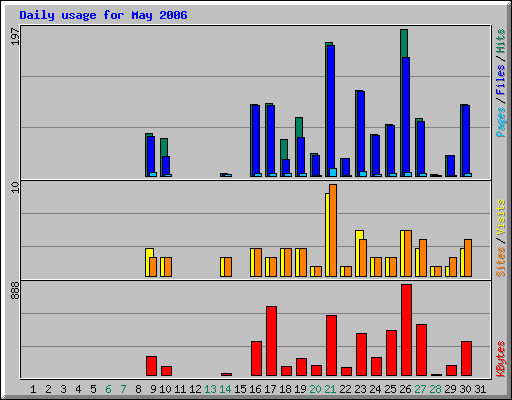 Daily usage for May 2006
197
Pages / Files / Hits
10
Sites / Visits
888
KBytes
1 2 3 4 5 6 7 8 9 10 11 12 13 14 15 16 17 18 19 20 21 22 23 24 25 26 27 28 29 30 31